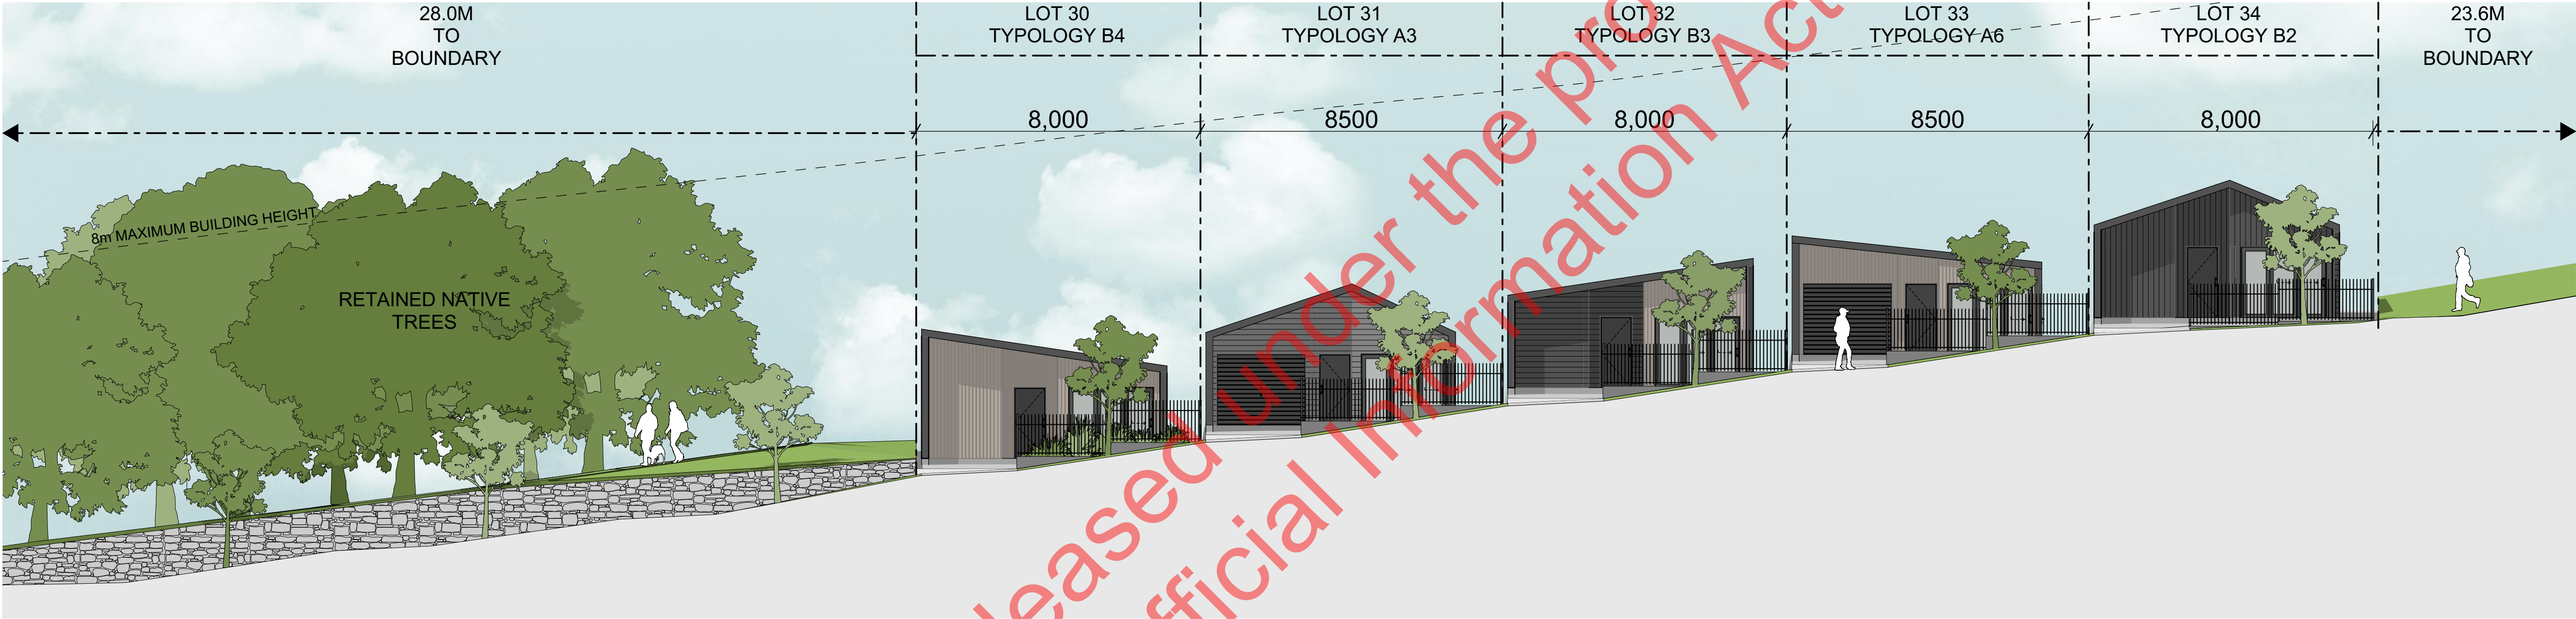 28.0M
TO
BOUNDARY
LOT 30
TYPOLOGY B4
LOT 31
TYPOLOGY A3
LOT 32
TYPOLOGY B3
LOT 33
TYPOLOGY A6
LOT 34
TYPOLOGY B2
23.6M
TO
BOUNDARY
8,000
8500
8,000
8500
8,000
8m MAXIMUM BUILDING HEIGHT
RETAINED NATIVE
TREES
leased under the pro
fficial Information Act